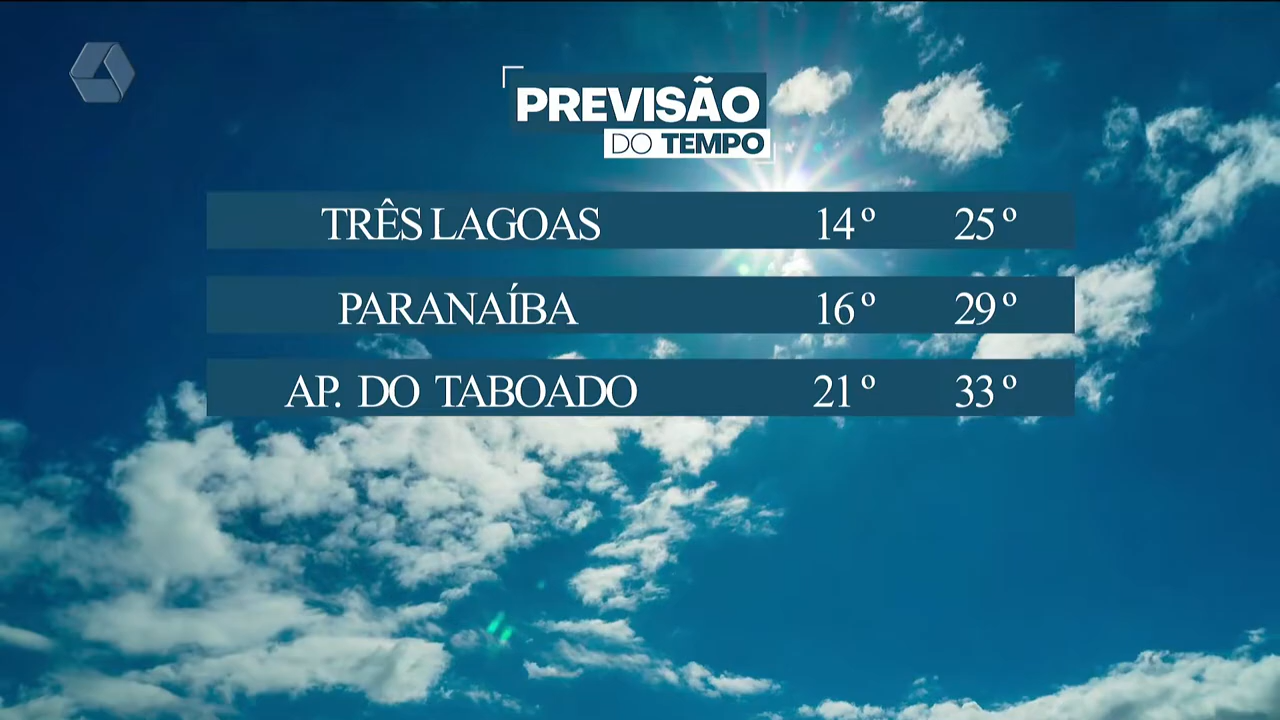 PREVISÃO
DO TEMPO
TRÊS LAGOAS 14º 25º
PARANAÍBA 16º 29º
AP. DO TABOADO 21º 33º